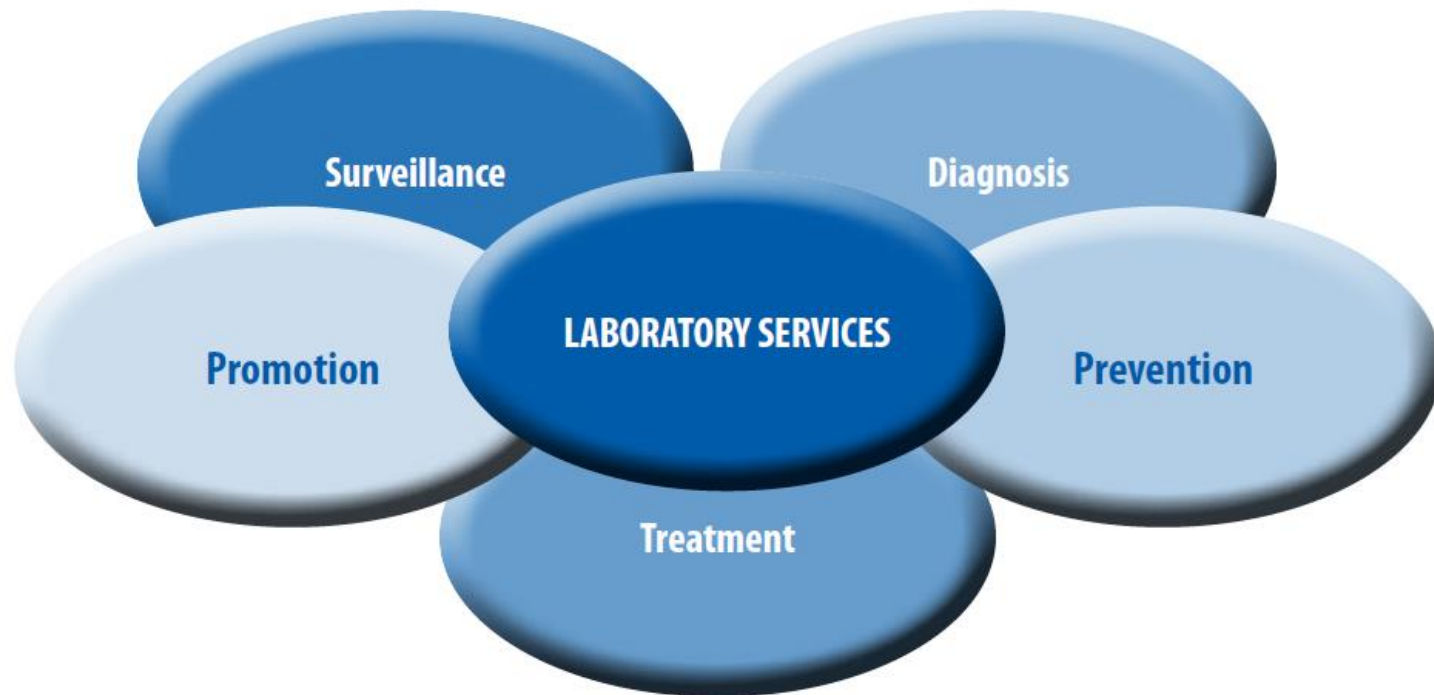 Surveillance
Diagnosis
LABORATORY SERVICES
Promotion
Prevention
Treatment